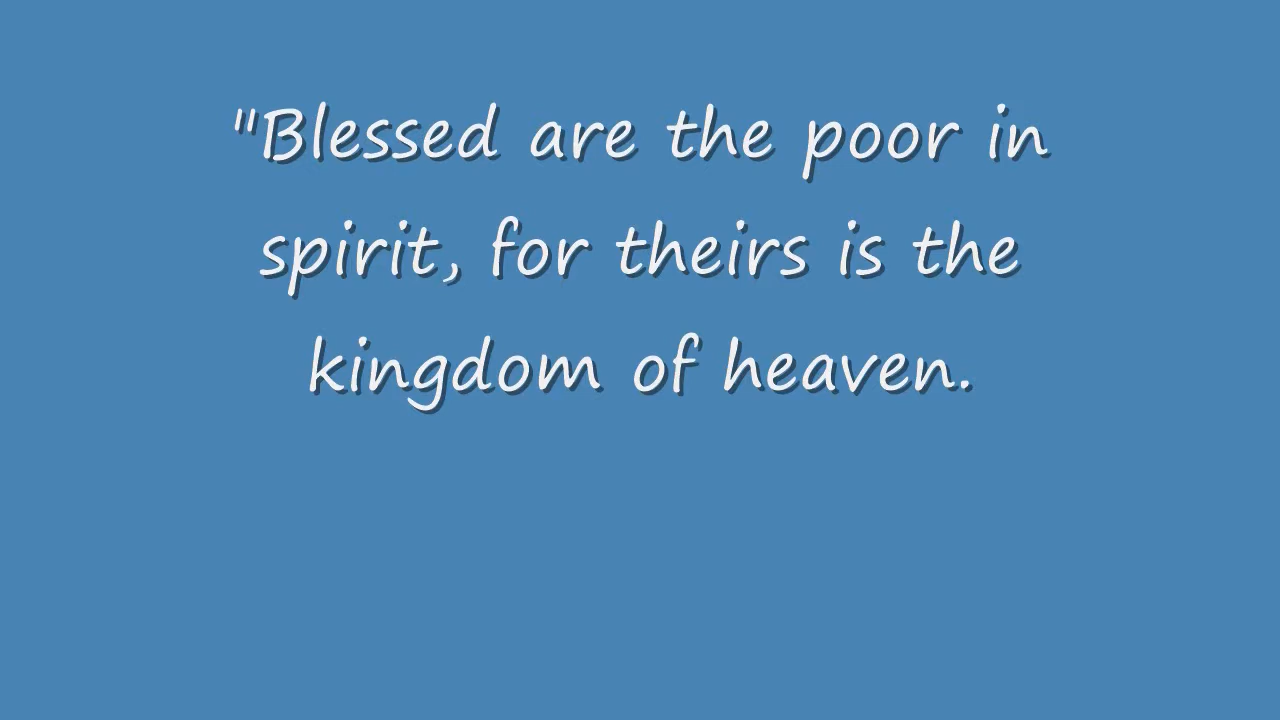 "Blessed are the poor in
spirit, for theirs is the
kingdom of heaven.